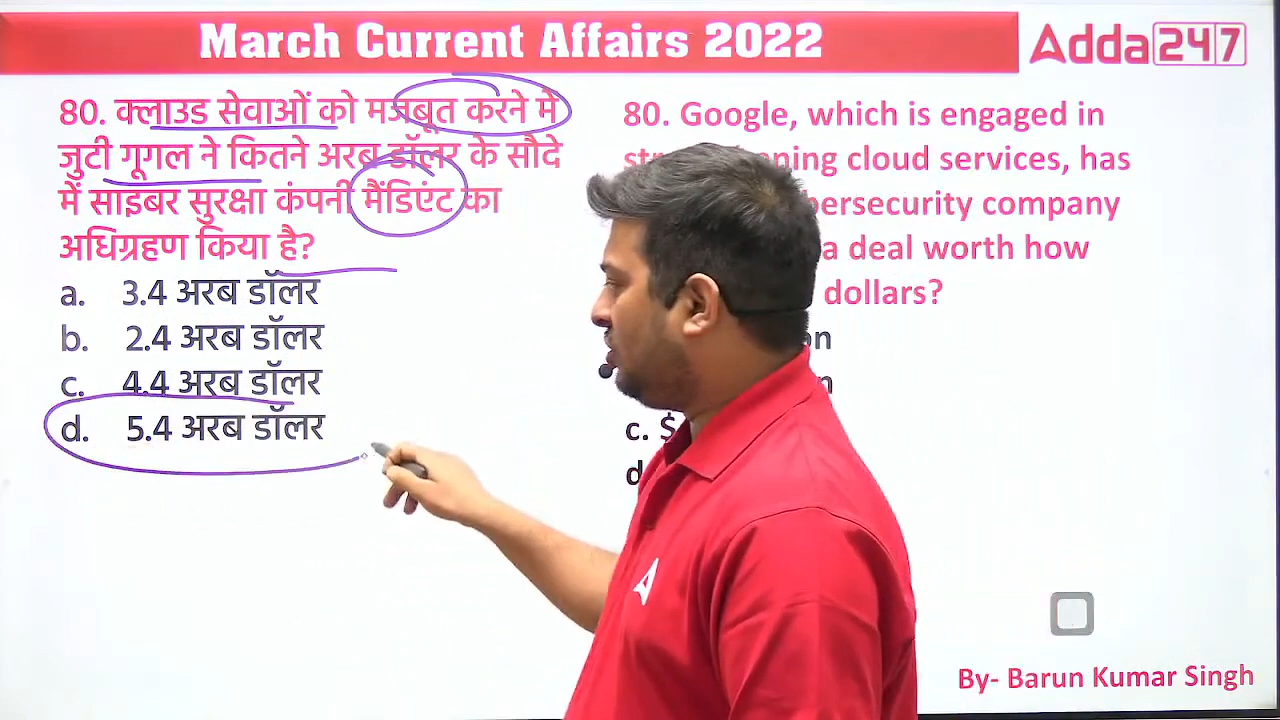 March Current Affairs 2022
Adda 247
80. क्लाउड सेवाओं को मजबूत करने में
जुटी गूगल ने कितने अरब डॉलर के सौदे
में साइबर सुरक्षा कंपनी मैंडिएंट का
अधिग्रहण किया है?
a. 3.4 अरब डॉलर
b. 2.4 अरब डॉलर
c. 4.4 अरब डॉलर
d. 5.4 अरब डॉलर
80. Google, which is engaged in
cloud services, has
company
a deal worth how
dollars?
c. $
d
By- Barun Kumar Singh